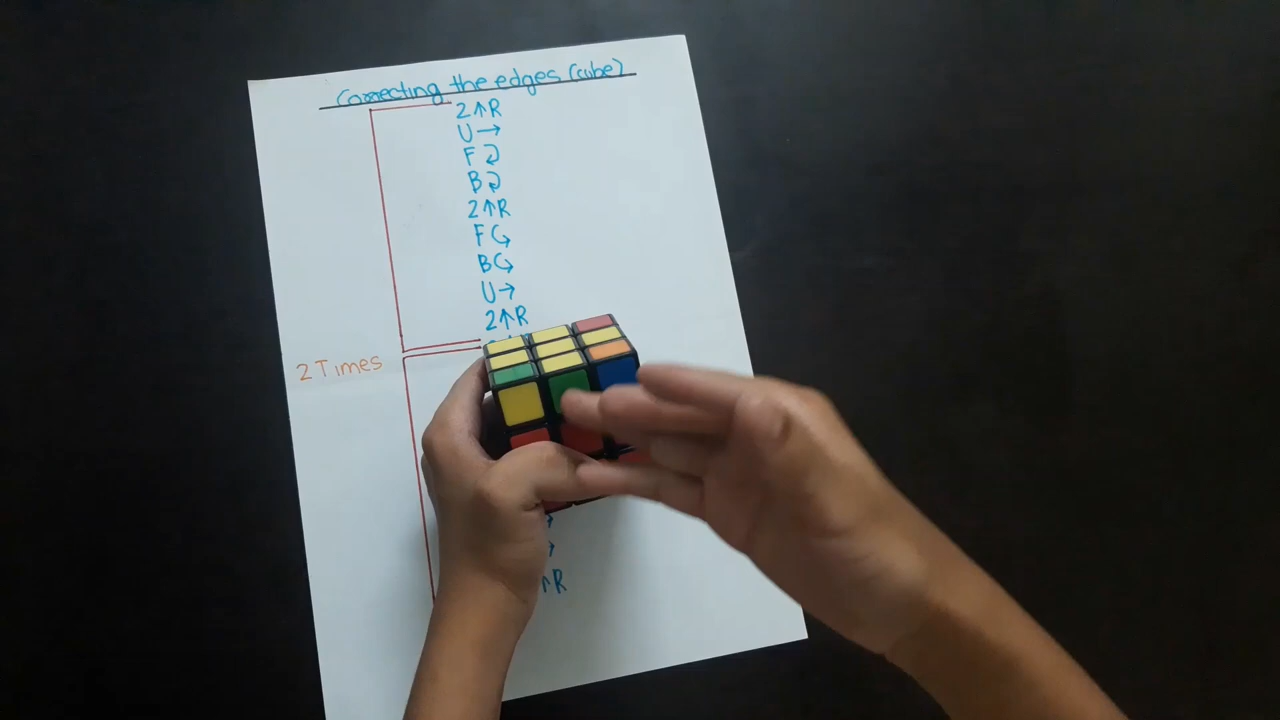 Connecting the edges (cube)
2↑R
U→
F⤸
B⤸
2↑R
F⤹
B⤹
U→
2↑R
2 Times
→
→
↑R